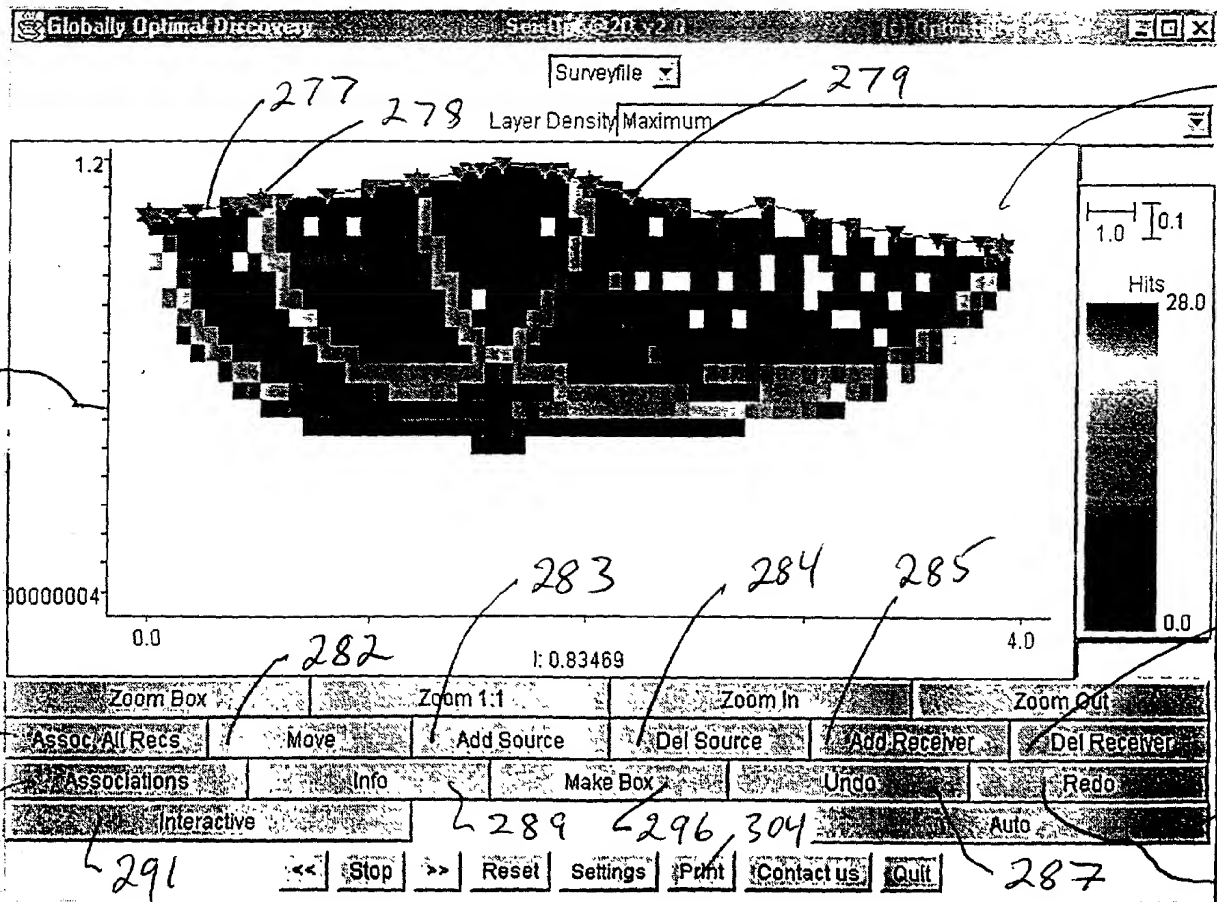 Globally Optimal Discovery
Surveyfile
277
278
279
Layer Density Maximum
1.2
1.0
0.1
Hits
28.0
00000004
0.0
283
284
285
0.0
4.0
282
I: 0.83469
Zoom Box Zoom 1:1 Zoom In Zoom Out
Assoc. All Recs Move Add Source Del Source Add Receiver Del Receiver
Associations Info Make Box Undo Redo
Interactive 289 296 304 Auto
291 << Stop >> Reset Settings Print Contact us Quit 287